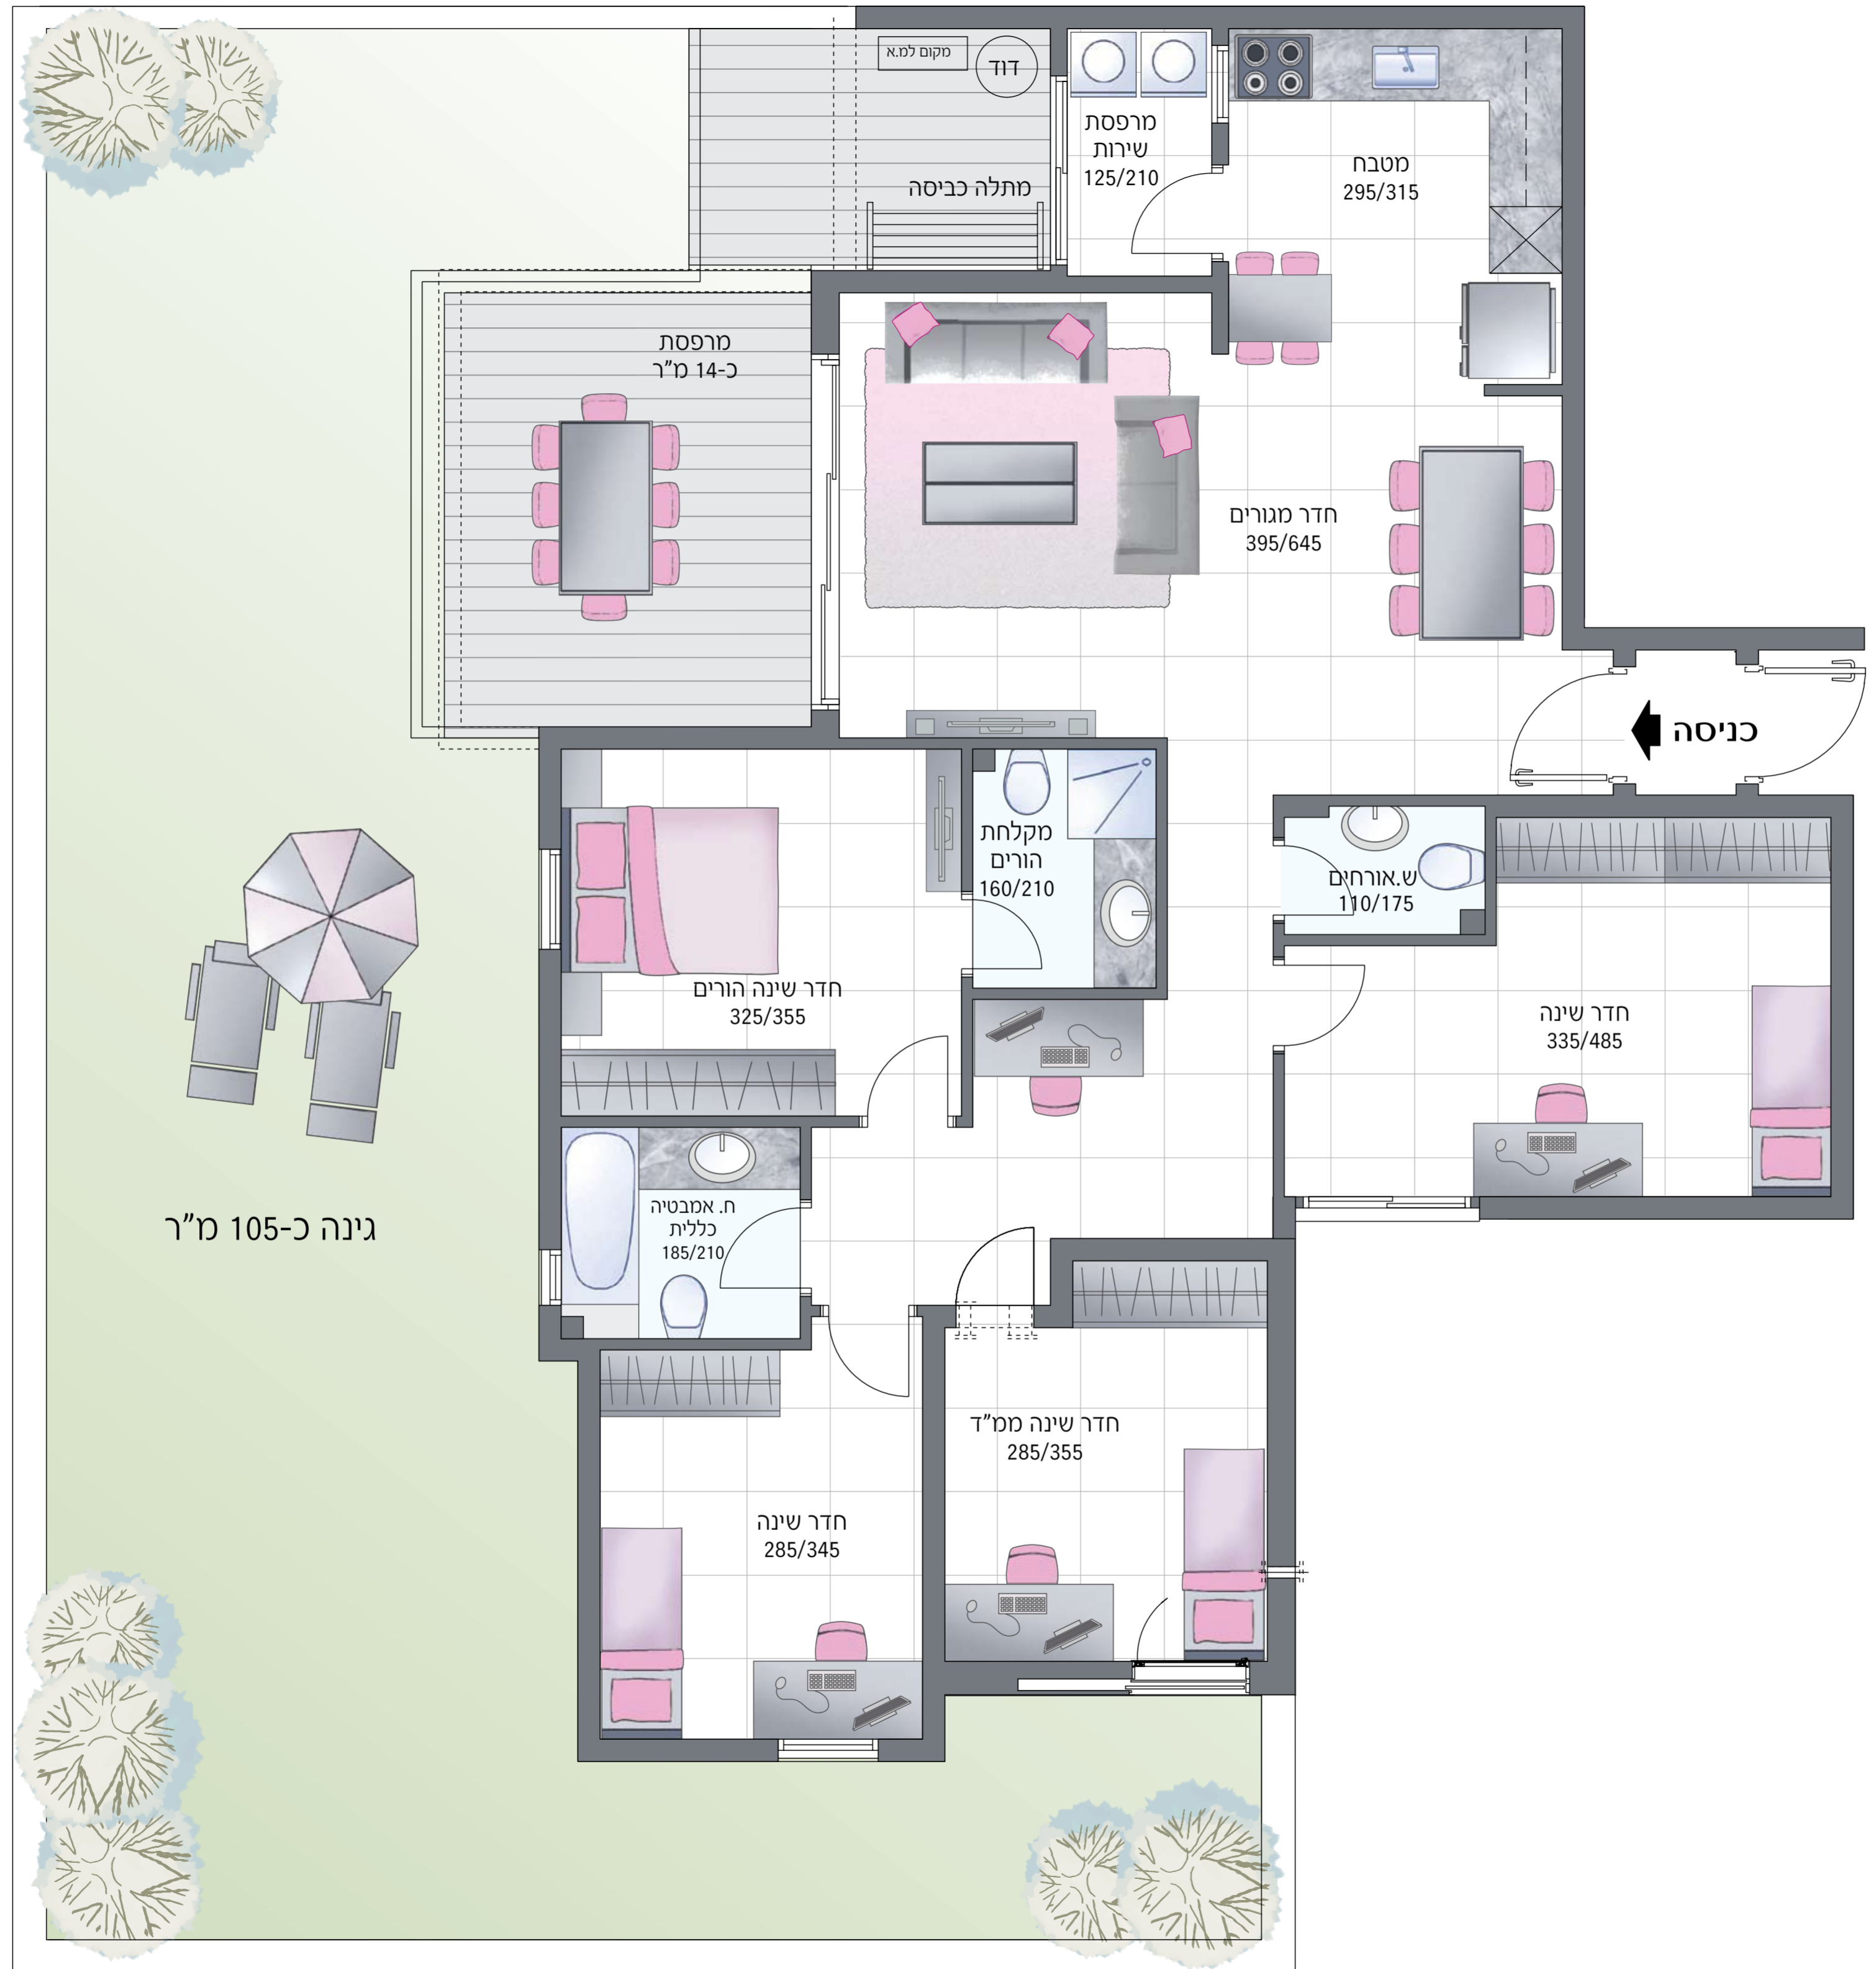 מקום למ.א
דוד
מרפסת
שירות
125/210
מטבח
295/315
מתלה כביסה
מרפסת
כ-14 מ"ר
חדר מגורים
395/645
כניסה
מקלחת
הורים
160/210
ש.אורחים
110/175
חדר שינה הורים
325/355
חדר שינה
335/485
ח. אמבטיה
כללית
185/210
גינה כ-105 מ"ר
חדר שינה ממ"ד
285/355
חדר שינה
285/345